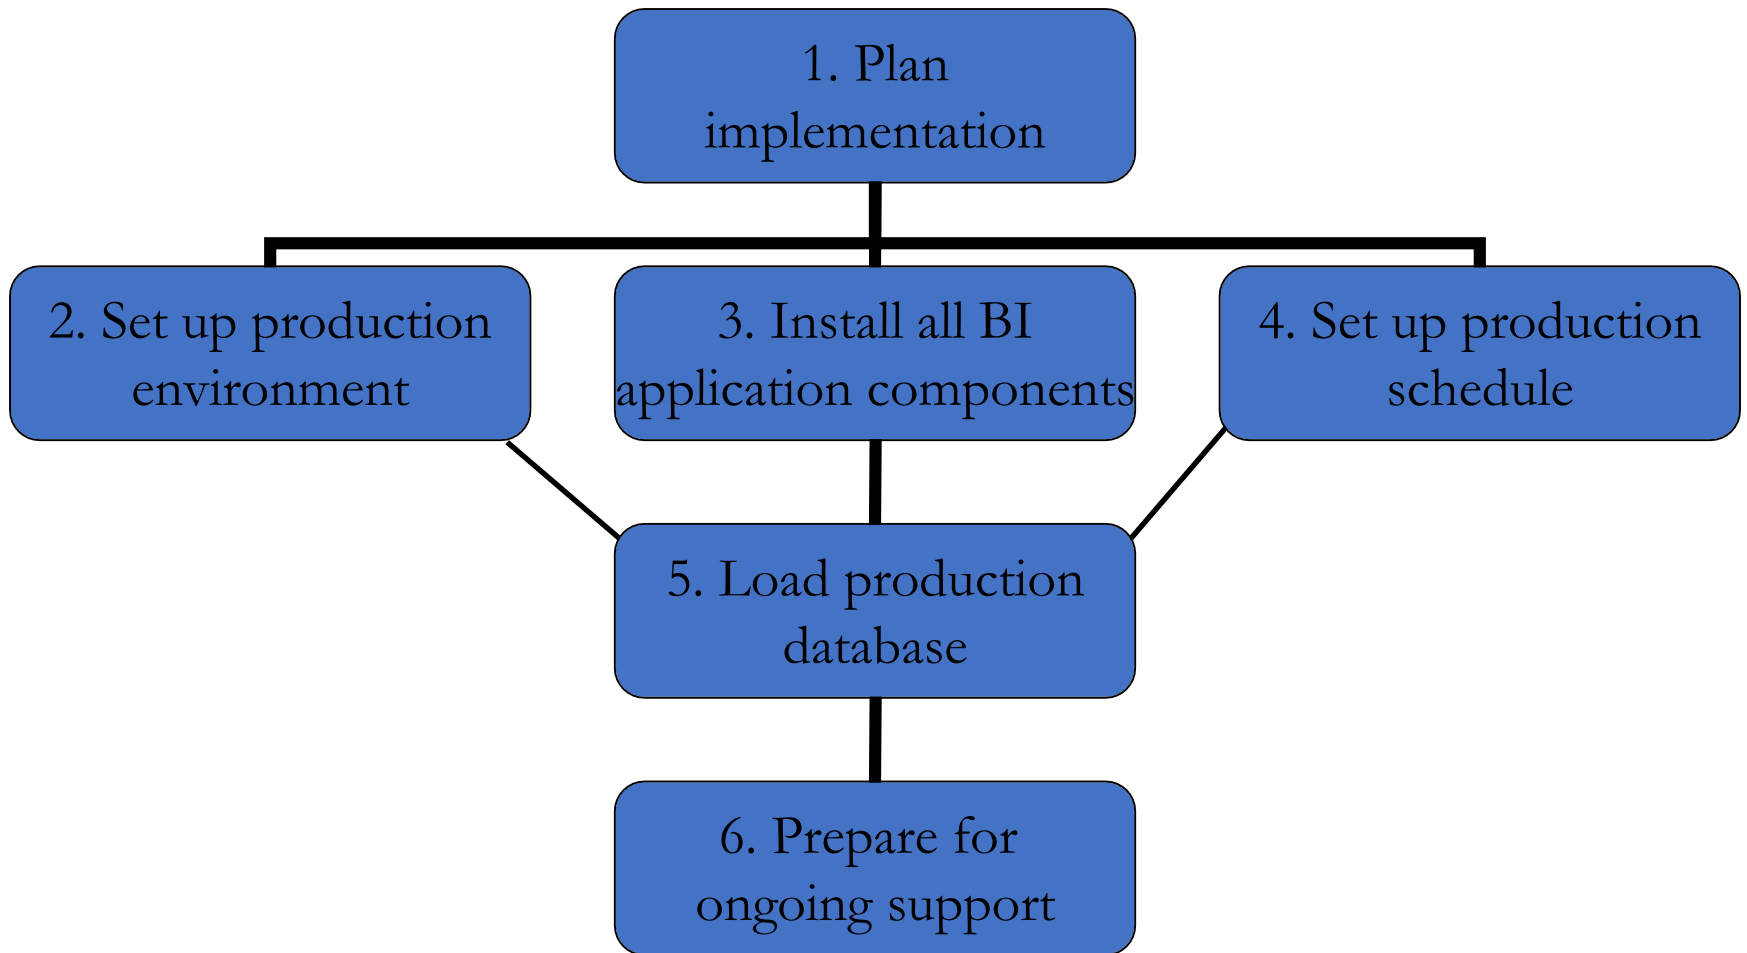 1. Plan
implementation
2. Set up production
environment
3. Install all BI
application components
4. Set up production
schedule
5. Load production
database
6. Prepare for
ongoing support